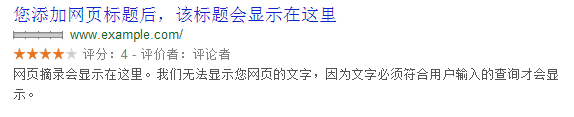 您添加网页标题后，该标题会显示在这里
www.example.com/
评分：4 - 评价者：评论者
网页摘录会显示在这里。我们无法显示您网页的文字，因为文字必须符合用户输入的查询才会显
示。